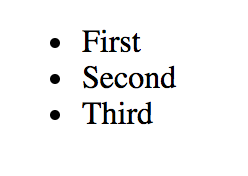 • First
• Second
• Third